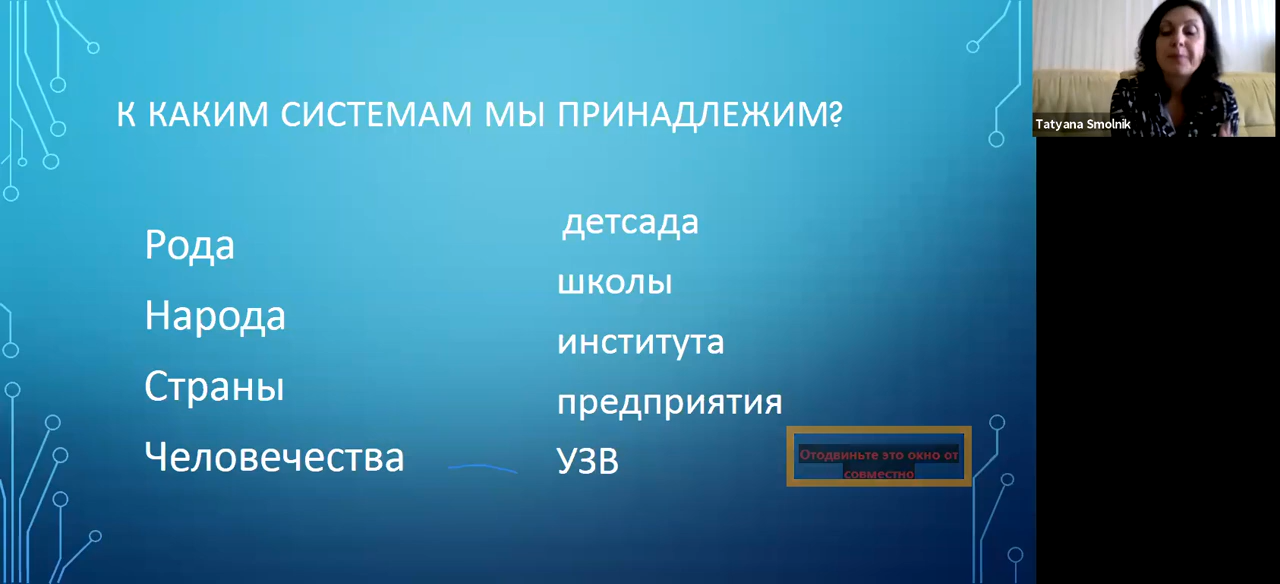 К КАКИМ СИСТЕМАМ МЫ ПРИНАДЛЕЖИМ?
Рода
Народа
Страны
Человечества
детсада
школы
института
предприятия
УЗВ
Отодвиньте это окно от
совместно
Tatyana Smolnik